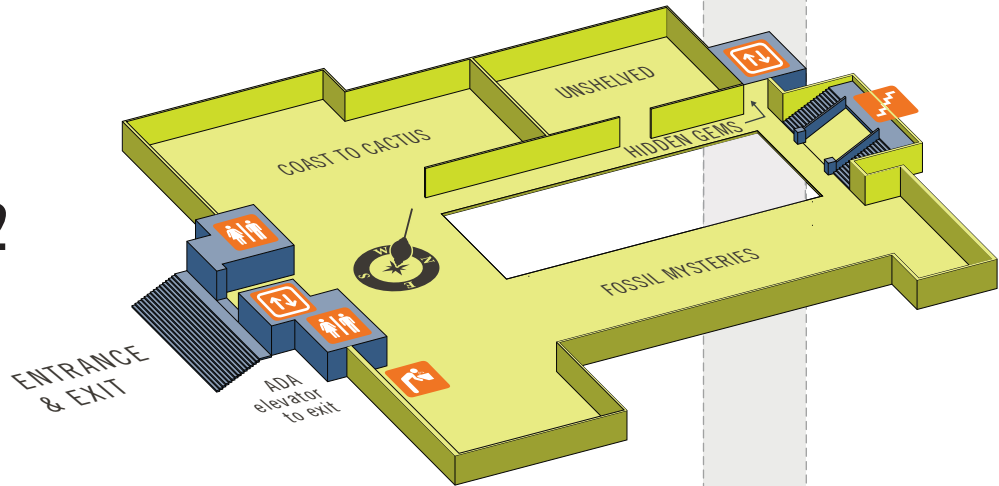 UNSHELVED
COAST TO CACTUS
HIDDEN GEMS
2
W
N
S
E
FOSSIL MYSTERIES
ENTRANCE
& EXIT
ADA
elevator
to exit